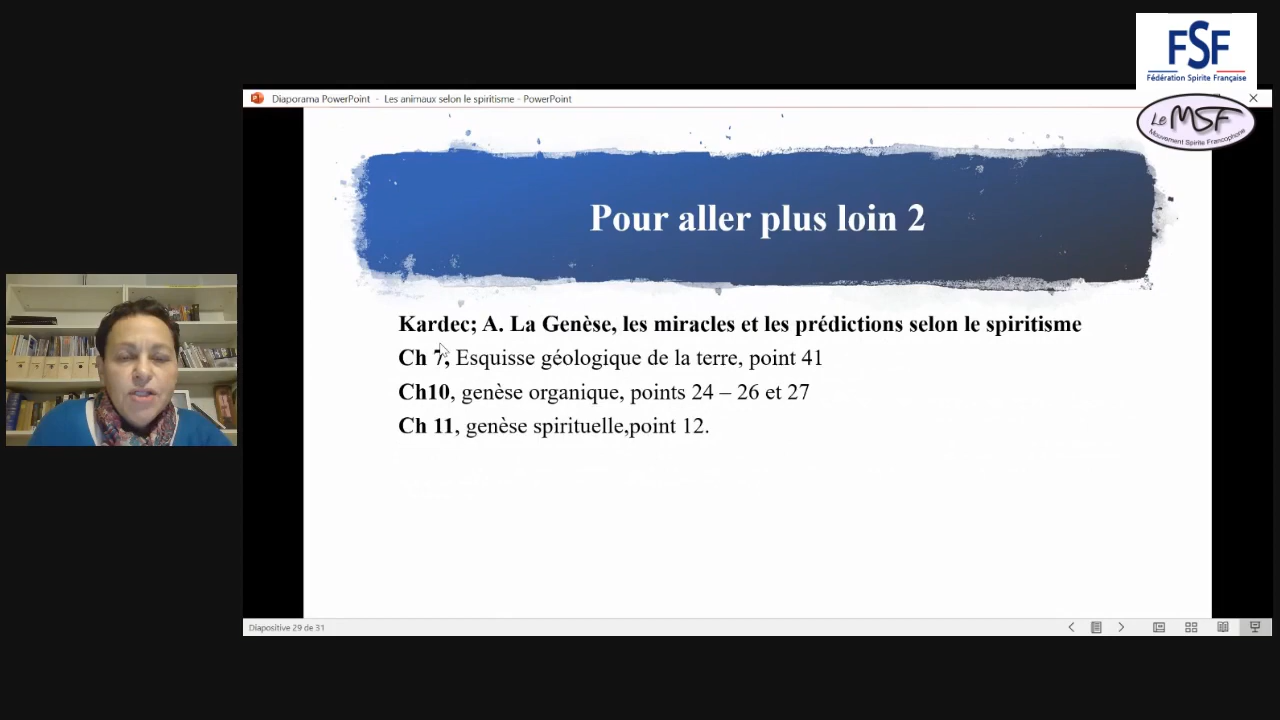 FSF
Fédération Spirite Française
Le MSF
Mouvement Spirite Francophone
Diaporama PowerPoint - Les animaux selon le spiritisme - PowerPoint
Pour aller plus loin 2
Kardec; A. La Genèse, les miracles et les prédictions selon le spiritisme
Ch 7, Esquisse géologique de la terre, point 41
Ch10, genèse organique, points 24 – 26 et 27
Ch 11, genèse spirituelle,point 12.
Diapositive 29 de 31